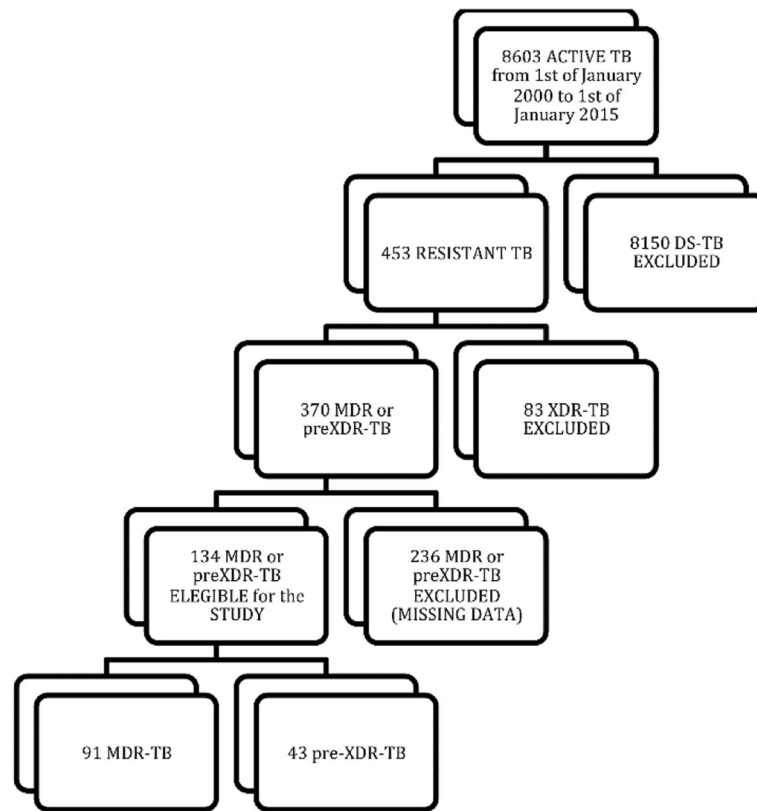 8603 ACTIVE TB
from 1st of January
2000 to 1st of
January 2015
453 RESISTANT TB
8150 DS-TB
EXCLUDED
370 MDR or
preXDR-TB
83 XDR-TB
EXCLUDED
134 MDR or
preXDR-TB
ELEGIBLE for the
STUDY
236 MDR or
preXDR-TB
EXCLUDED
(MISSING DATA)
91 MDR-TB
43 pre-XDR-TB